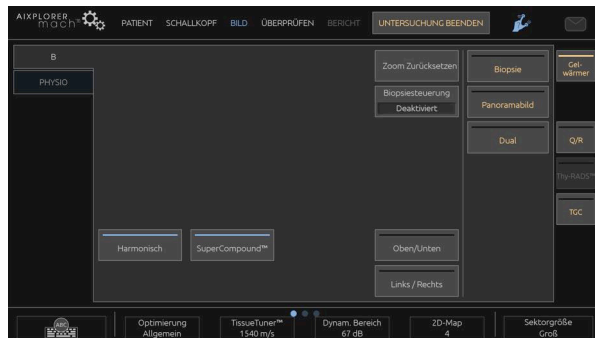 AIXPLORER
mach™
PATIENT SCHALLKOPF BILD ÜBERPRÜFEN BERICHT UNTERSUCHUNG BEENDEN
B
PHYSIO
Zoom Zurücksetzen
Biopsiesteuerung
Deaktiviert
Biopsie
Panoramabild
Dual
Gel-
wärmer
Q/R
Thy-RADS™
TGC
Harmonisch
SuperCompound™
Oben/Unten
Links / Rechts
ABC
Optimierung
Allgemein
TissueTuner™
1540 m/s
Dynam. Bereich
67 dB
2D-Map
4
Sektorgröße
Groß